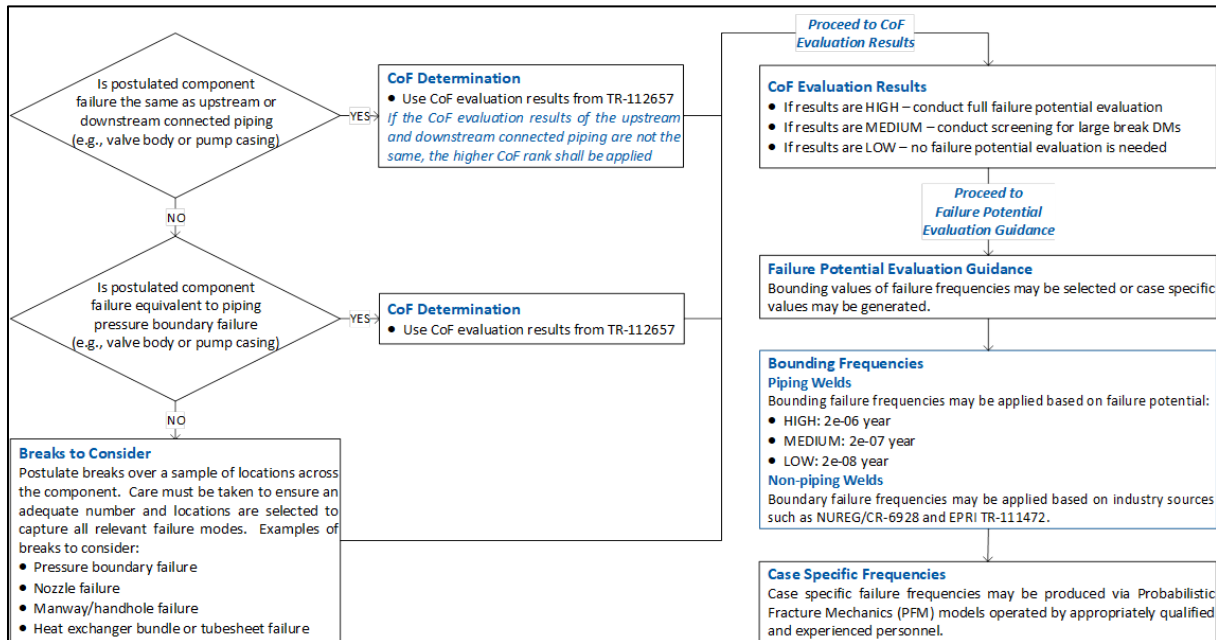 Is postulated component
failure the same as upstream or
downstream connected piping
(e.g., valve body or pump casing)
YES
CoF Determination
● Use CoF evaluation results from TR-112657
If the CoF evaluation results of the upstream
and downstream connected piping are not the
same, the higher CoF rank shall be applied
NO
Is postulated component
failure equivalent to piping
pressure boundary failure
(e.g., valve body or pump casing)
YES
CoF Determination
● Use CoF evaluation results from TR-112657
NO
Breaks to Consider
Postulate breaks over a sample of locations across
the component. Care must be taken to ensure an
adequate number and locations are selected to
capture all relevant failure modes. Examples of
breaks to consider:
● Pressure boundary failure
● Nozzle failure
● Manway/handhole failure
● Heat exchanger bundle or tubesheet failure
Proceed to CoF
Evaluation Results
CoF Evaluation Results
● If results are HIGH – conduct full failure potential evaluation
● If results are MEDIUM – conduct screening for large break DMs
● If results are LOW – no failure potential evaluation is needed
Proceed to
Failure Potential
Evaluation Guidance
Failure Potential Evaluation Guidance
Bounding values of failure frequencies may be selected or case specific
values may be generated.
Bounding Frequencies
Piping Welds
Bounding failure frequencies may be applied based on failure potential:
● HIGH: 2e-06 year
● MEDIUM: 2e-07 year
● LOW: 2e-08 year
Non-piping Welds
Boundary failure frequencies may be applied based on industry sources
such as NUREG/CR-6928 and EPRI TR-111472.
Case Specific Frequencies
Case specific failure frequencies may be produced via Probabilistic
Fracture Mechanics (PFM) models operated by appropriately qualified
and experienced personnel.